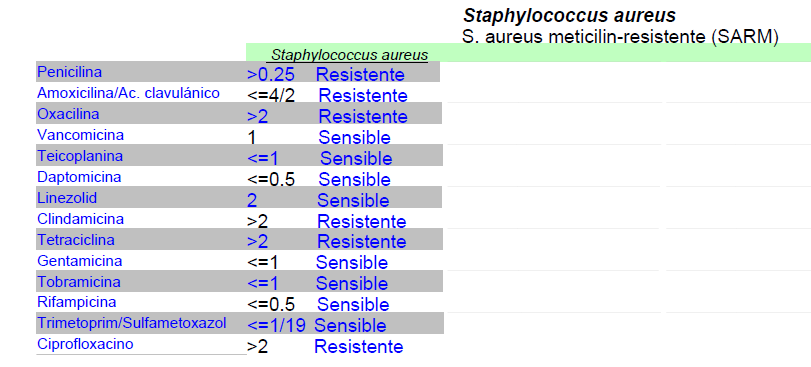 Staphylococcus aureus
S. aureus meticilin-resistente (SARM)
Staphylococcus aureus
Penicilina >0.25 Resistente
Amoxicilina/Ac. clavulánico <=4/2 Resistente
Oxacilina >2 Resistente
Vancomicina 1 Sensible
Teicoplanina <=1 Sensible
Daptomicina <=0.5 Sensible
Linezolid 2 Sensible
Clindamicina >2 Resistente
Tetraciclina >2 Resistente
Gentamicina <=1 Sensible
Tobramicina <=1 Sensible
Rifampicina <=0.5 Sensible
Trimetoprim/Sulfametoxazol <=1/19 Sensible
Ciprofloxacino >2 Resistente